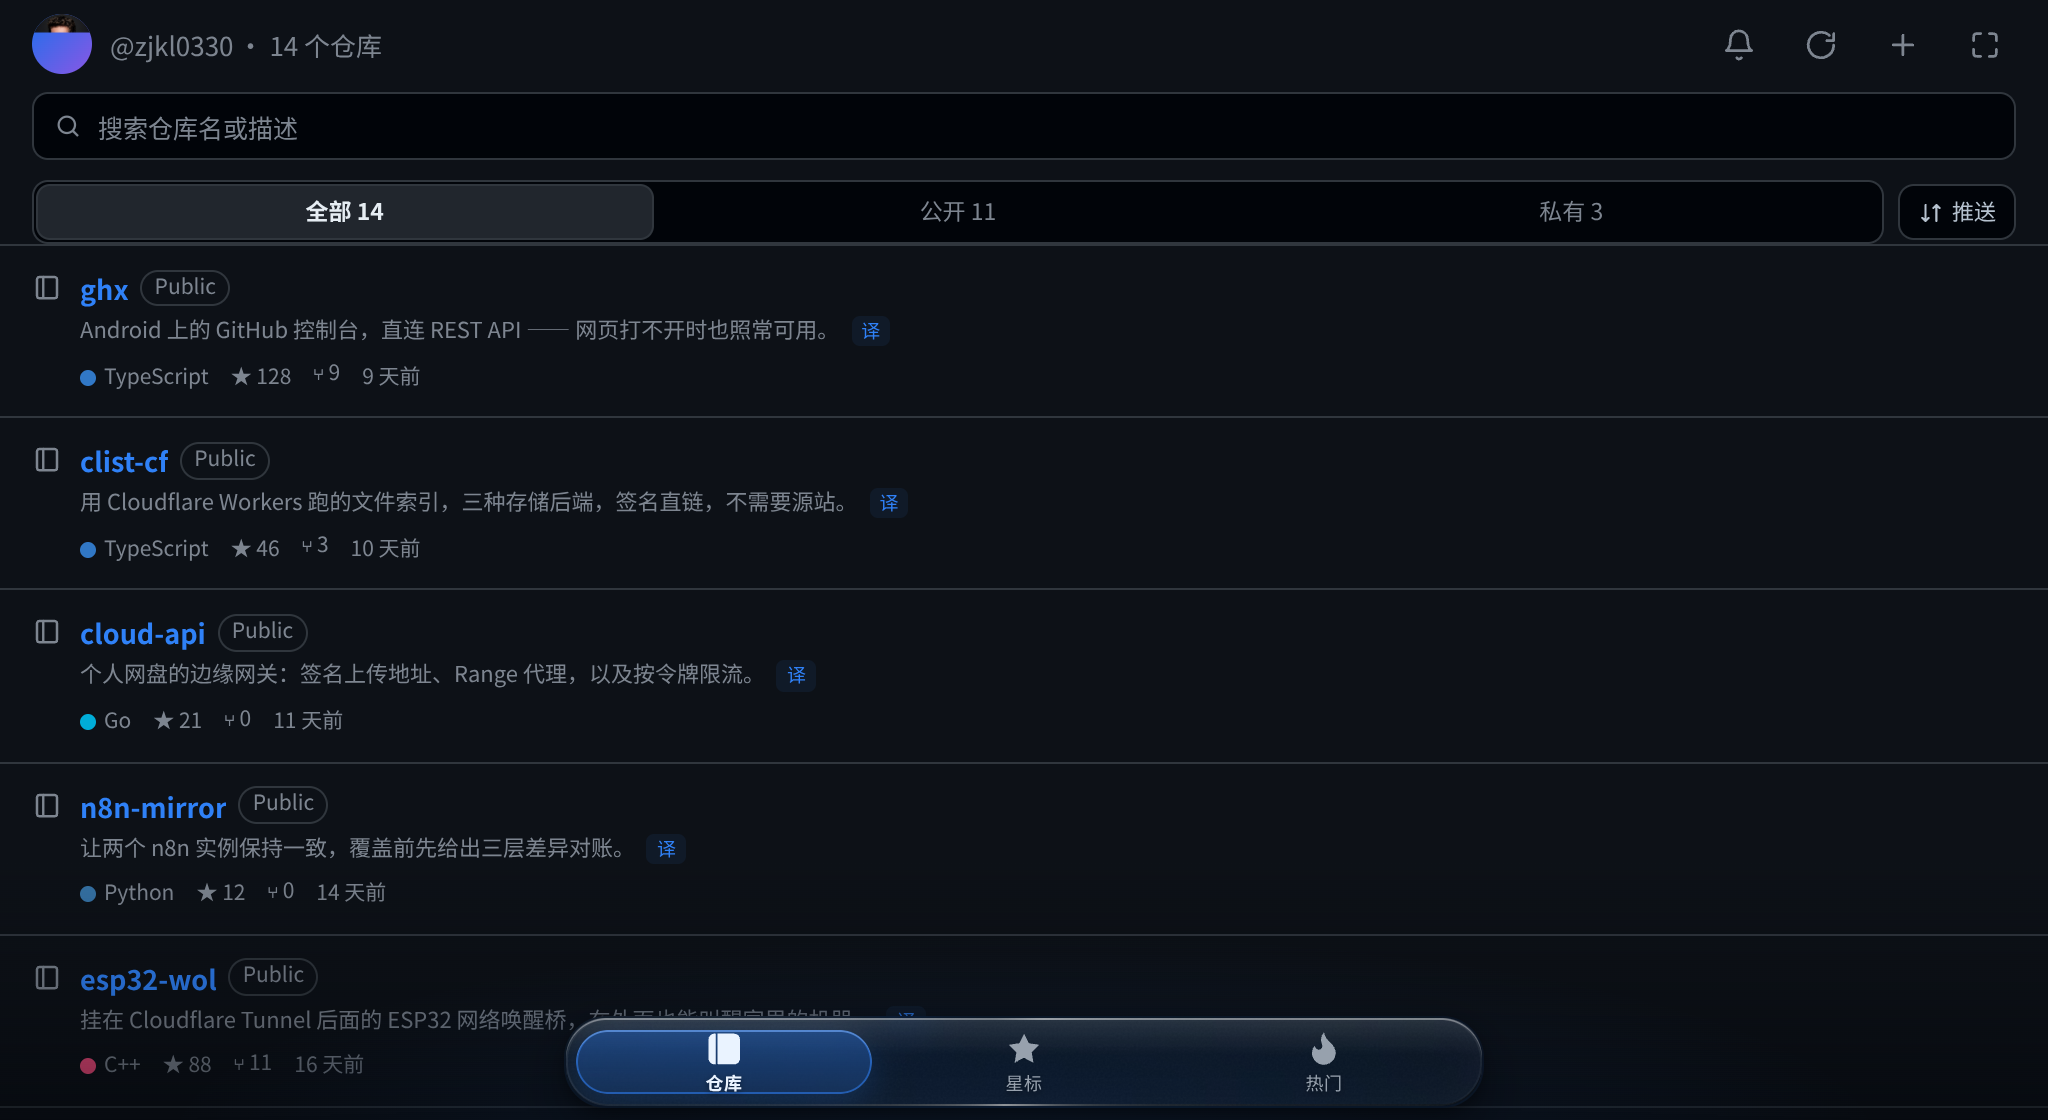 @zjkl0330 • 14 个仓库
搜索仓库名或描述
全部 14
公开 11
私有 3
推送
ghx Public
Android 上的 GitHub 控制台，直连 REST API —— 网页打不开时也照常可用。 译
TypeScript ★ 128 9 9 天前
clist-cf Public
用 Cloudflare Workers 跑的文件索引，三种存储后端，签名直链，不需要源站。 译
TypeScript ★ 46 3 10 天前
cloud-api Public
个人网盘的边缘网关：签名上传地址、Range 代理，以及按令牌限流。 译
Go ★ 21 0 11 天前
n8n-mirror Public
让两个 n8n 实例保持一致，覆盖前先给出三层差异对账。 译
Python ★ 12 0 14 天前
esp32-wol Public
挂在 Cloudflare Tunnel 后面的 ESP32 网络唤醒桥，
C++ ★ 88 11 16 天前
仓库
星标
热门